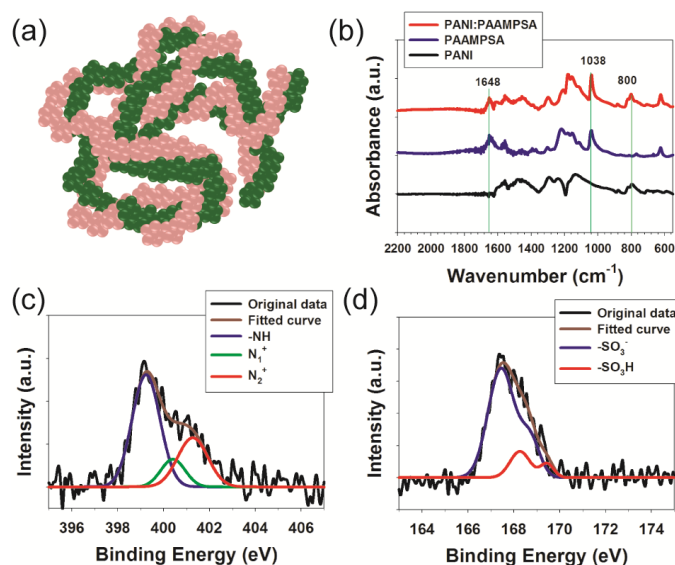 (a)
(b)
PANI:PAAMPSA
PAAMPSA
PANI
1648
1038
800
Absorbance (a.u.)
2200 2000 1800 1600 1400 1200 1000 800 600
Wavenumber (cm⁻¹)
(c)
Original data
Fitted curve
-NH
N₁⁺
N₂⁺
Intensity (a.u.)
396 398 400 402 404 406
Binding Energy (eV)
(d)
Original data
Fitted curve
-SO₃⁻
-SO₃H
Intensity (a.u.)
164 166 168 170 172 174
Binding Energy (eV)